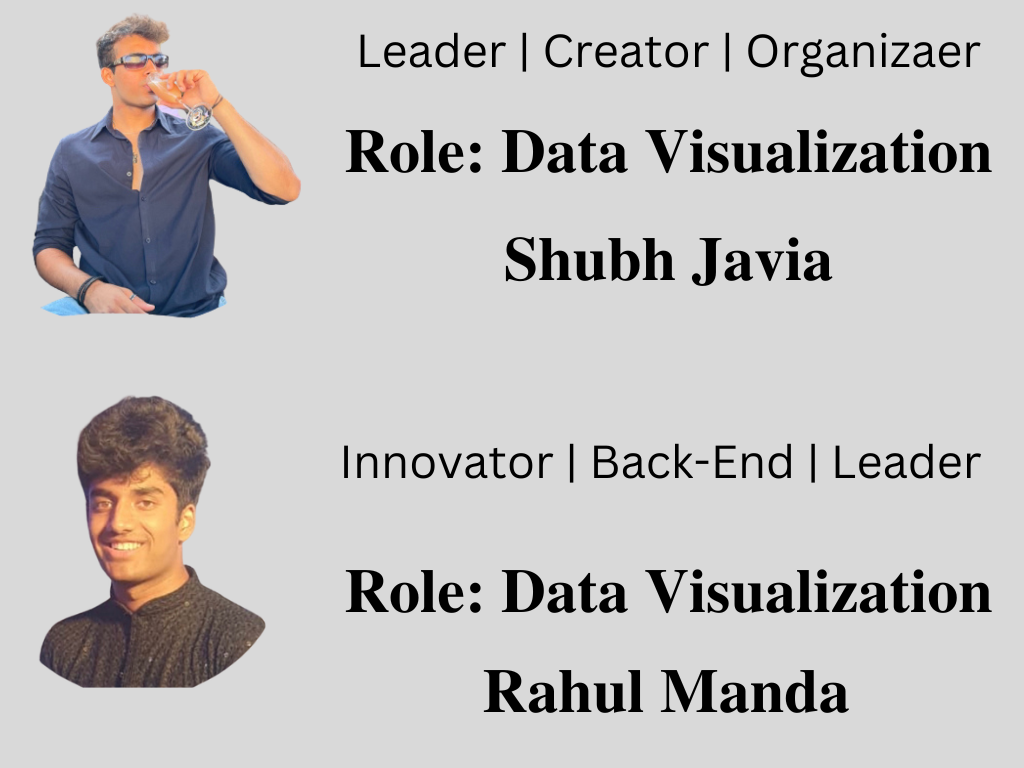 Leader | Creator | Organizaer
Role: Data Visualization
Shubh Javia
Innovator | Back-End | Leader
Role: Data Visualization
Rahul Manda